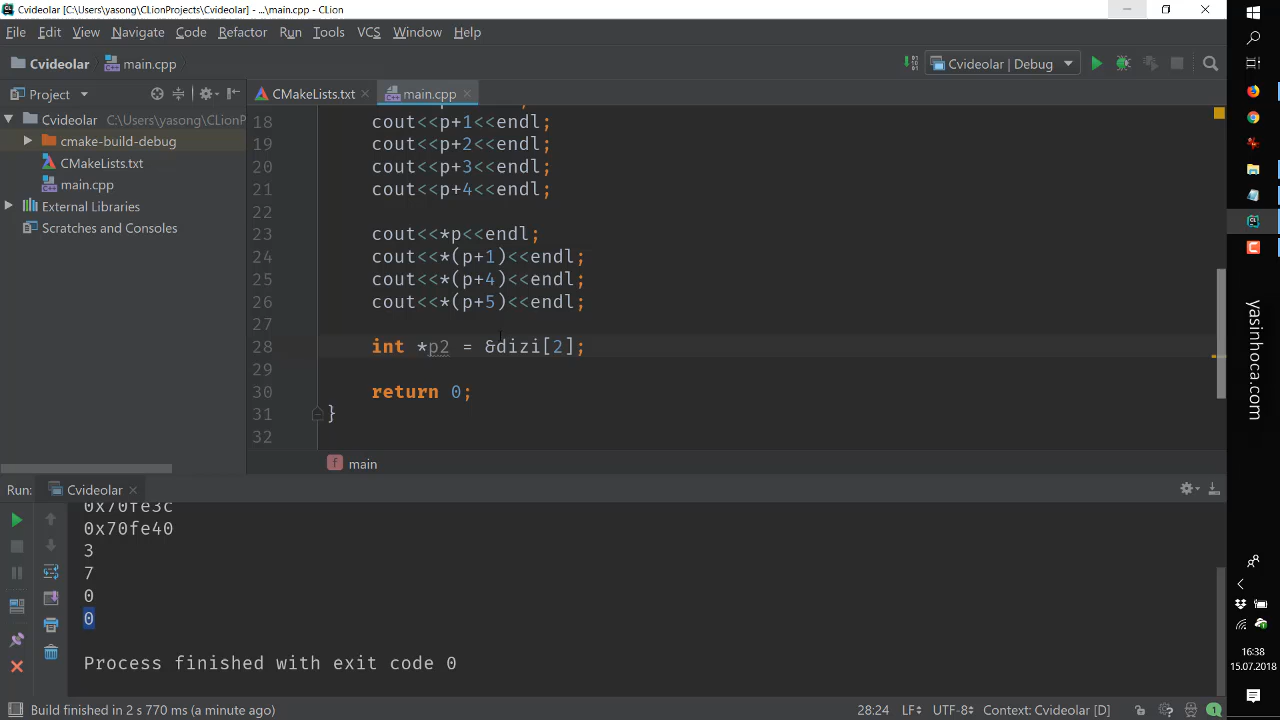 Cvideolar [C:\Users\yasong\CLionProjects\Cvideolar] - ...\main.cpp - CLion
File Edit View Navigate Code Refactor Run Tools VCS Window Help
Cvideolar main.cpp
Cvideolar | Debug
Project
CMakeLists.txt main.cpp
Cvideolar C:\Users\yasong\CLionP
cmake-build-debug
CMakeLists.txt
main.cpp
External Libraries
Scratches and Consoles
18 cout<<p+1<<endl;
19 cout<<p+2<<endl;
20 cout<<p+3<<endl;
21 cout<<p+4<<endl;
22
23 cout<<*p<<endl;
24 cout<<*(p+1)<<endl;
25 cout<<*(p+4)<<endl;
26 cout<<*(p+5)<<endl;
27
28 int *p2 = &dizi[2];
29
30 return 0;
31 }
32
main
Run: Cvideolar
0x70fe3c
0x70fe40
3
7
0
0
Process finished with exit code 0
Build finished in 2 s 770 ms (a minute ago)
28:24 LF UTF-8 Context: Cvideolar [D]
1
yasinhoca.com
16:38
15.07.2018